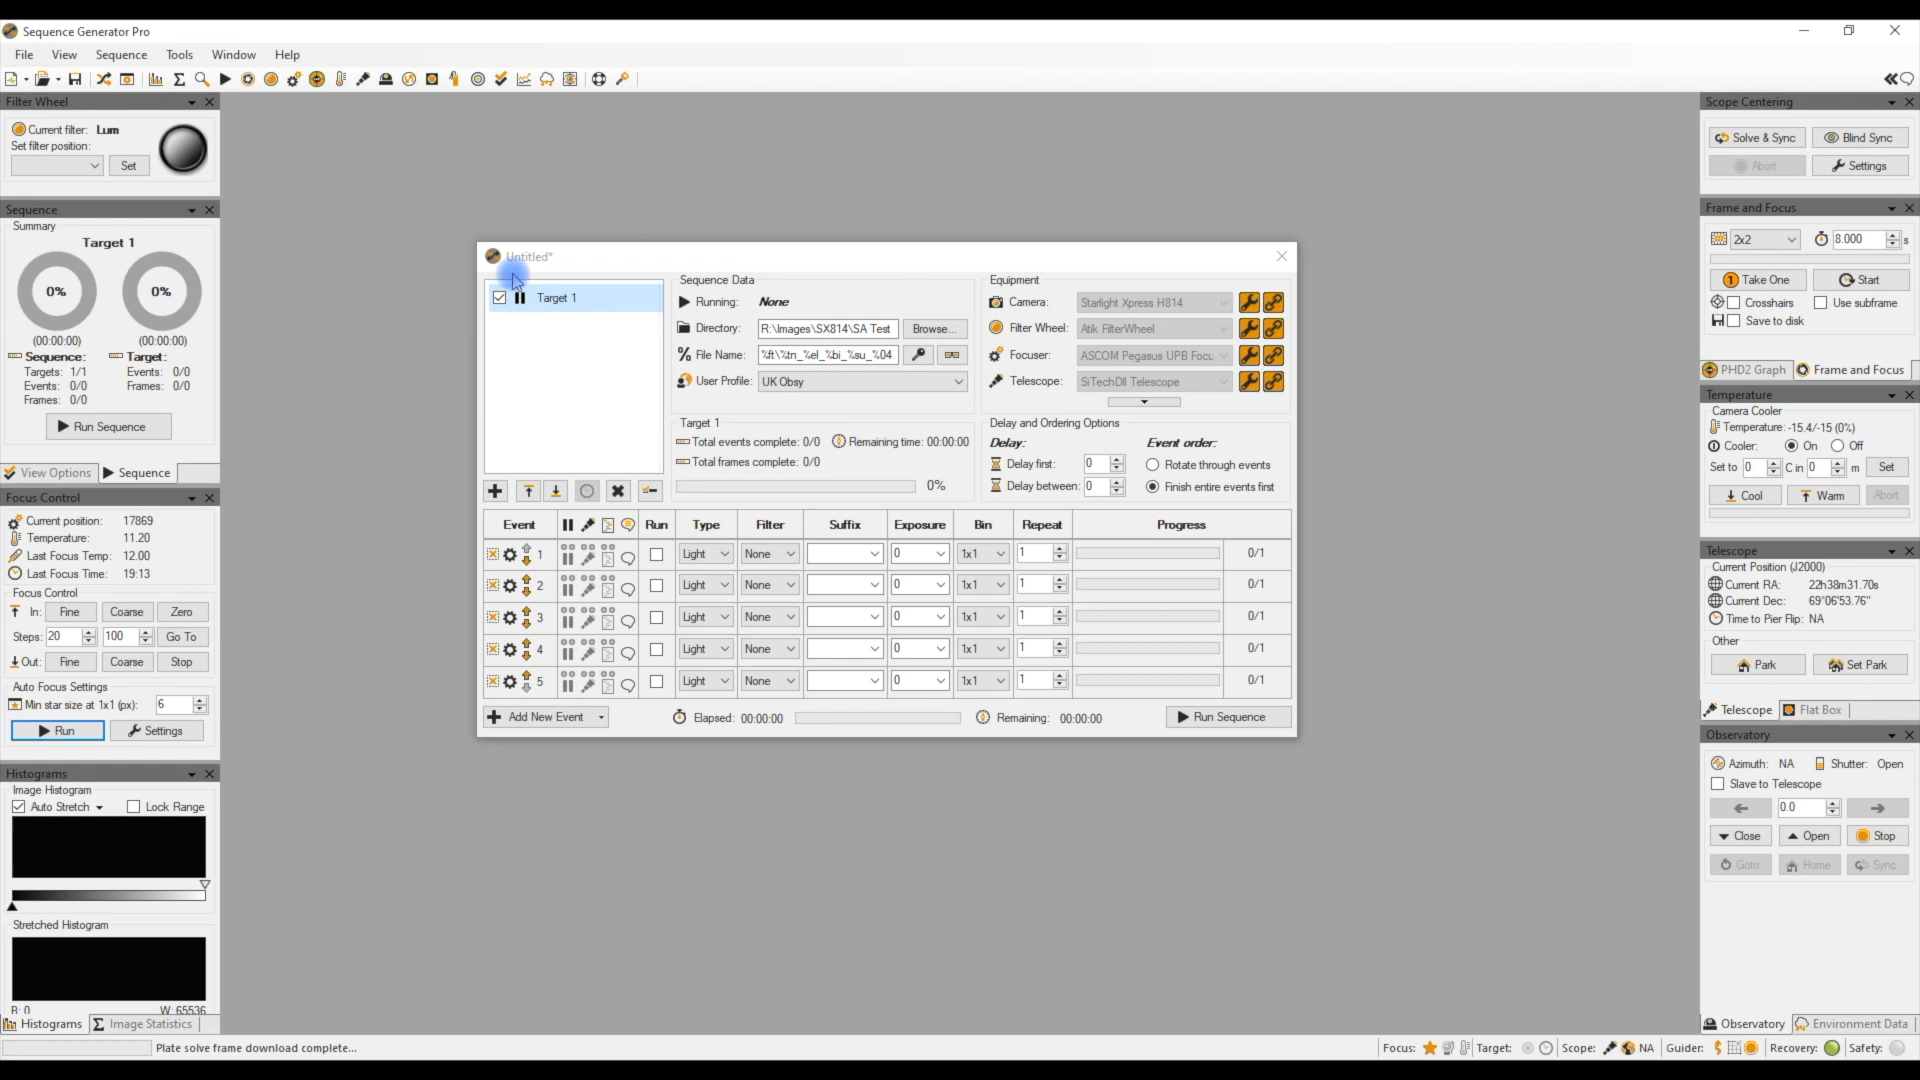 Sequence Generator Pro
File View Sequence Tools Window Help
Filter Wheel
Current filter: Lum
Set filter position:
Set
Sequence
Summary
Target 1
0% 0%
(00:00:00) (00:00:00)
Sequence: Target:
Targets: 1/1 Events: 0/0
Events: 0/0 Frames: 0/0
Frames: 0/0
Run Sequence
View Options Sequence
Focus Control
Current position: 17869
Temperature: 11.20
Last Focus Temp: 12.00
Last Focus Time: 19:13
Focus Control
In: Fine Coarse Zero
Steps: 20 100 Go To
Out: Fine Coarse Stop
Auto Focus Settings
Min star size at 1x1 (px): 6
Run Settings
Histograms
Image Histogram
Auto Stretch Lock Range
Stretched Histogram
B: 0 W: 65536
Histograms Image Statistics
Untitled*
Target 1
Sequence Data
Running: None
Directory: R:\Images\SX814\SA Test Browse...
File Name: %ft\%tn_%el_%bi_%su_%04
User Profile: UK Obsy
Equipment
Camera: Starlight Xpress H814
Filter Wheel: Atik FilterWheel
Focuser: ASCOM Pegasus UPB Focu
Telescope: SiTechDll Telescope
Target 1
Total events complete: 0/0 Remaining time: 00:00:00
Total frames complete: 0/0
0%
Delay and Ordering Options
Delay: Event order:
Delay first: 0 Rotate through events
Delay between: 0 Finish entire events first
Event Run Type Filter Suffix Exposure Bin Repeat Progress
1 Light None 0 1x1 1 0/1
2 Light None 0 1x1 1 0/1
3 Light None 0 1x1 1 0/1
4 Light None 0 1x1 1 0/1
5 Light None 0 1x1 1 0/1
Add New Event Elapsed: 00:00:00 Remaining: 00:00:00 Run Sequence
Scope Centering
Solve & Sync Blind Sync
Abort Settings
Frame and Focus
2x2 8.000 s
1 Take One Start
Crosshairs Use subframe
Save to disk
PHD2 Graph Frame and Focus
Temperature
Camera Cooler
Temperature: -15.4/-15 (0%)
Cooler: On Off
Set to 0 C in 0 m Set
Cool Warm Abort
Telescope
Current Position (J2000)
Current RA: 22h38m31.70s
Current Dec: 69°06'53.76"
Time to Pier Flip: NA
Other
Park Set Park
Telescope Flat Box
Observatory
Azimuth: NA Shutter: Open
Slave to Telescope
0.0
Close Open Stop
Goto Home Sync
Observatory Environment Data
Plate solve frame download complete... Focus: Target: Scope: NA Guider: Recovery: Safety: